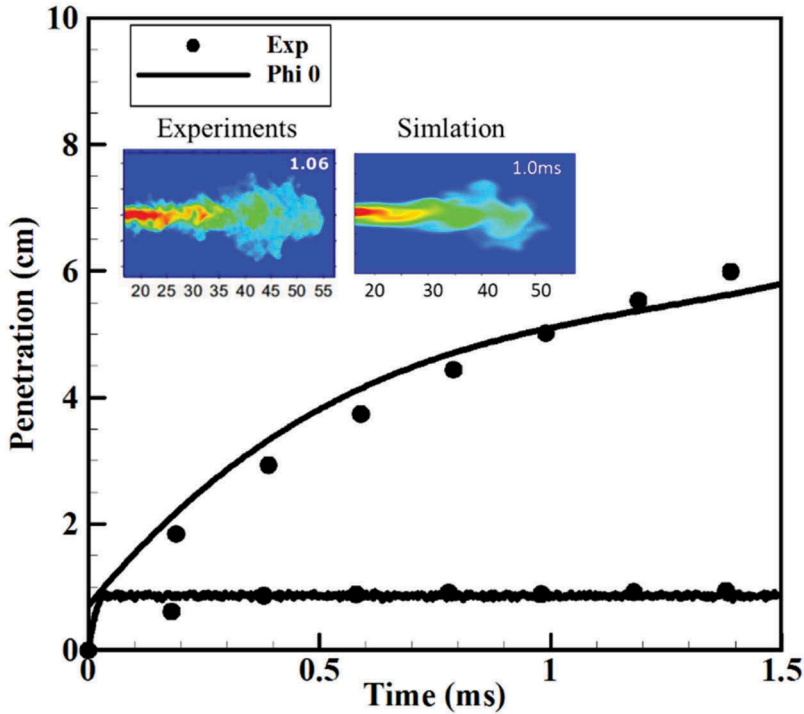 10
Exp
Phi 0
Experiments
Simlation
8
1.06
1.0ms
20 25 30 35 40 45 50 55
20 30 40 50
6
4
2
0
0
0.5
1
1.5
Penetration (cm)
Time (ms)